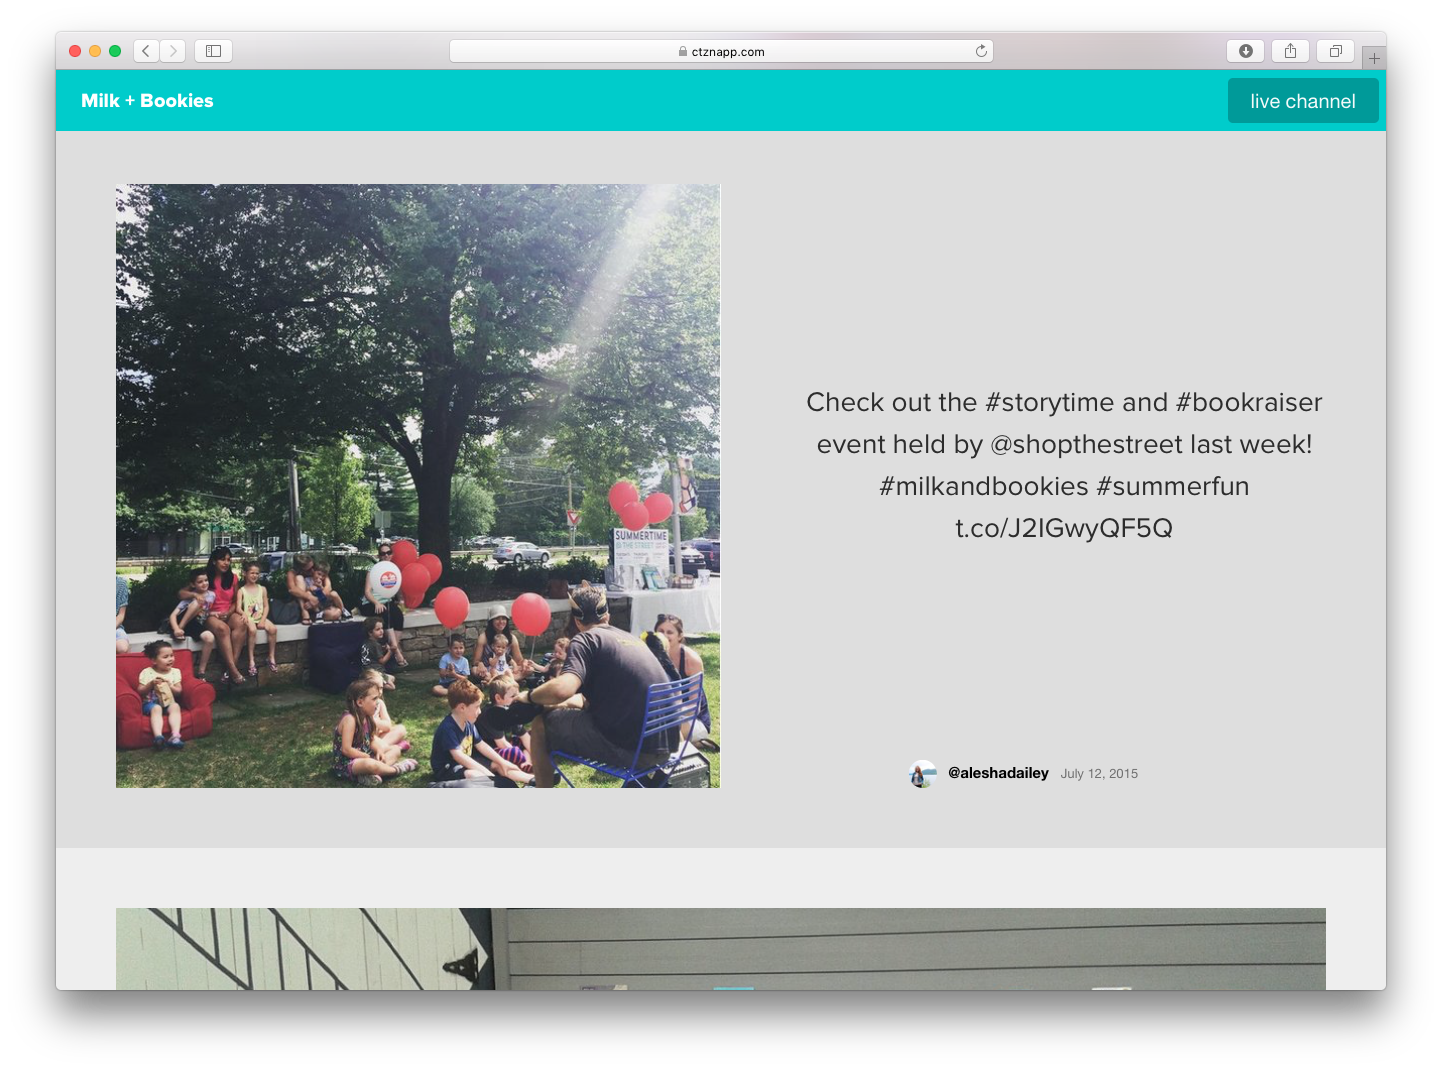 ctznapp.com
Milk + Bookies
live channel
SUMMERTIME
Check out the #storytime and #bookraiser
event held by @shopthestreet last week!
#milkandbookies #summerfun
t.co/J2IGwyQF5Q
@aleshadailey July 12, 2015